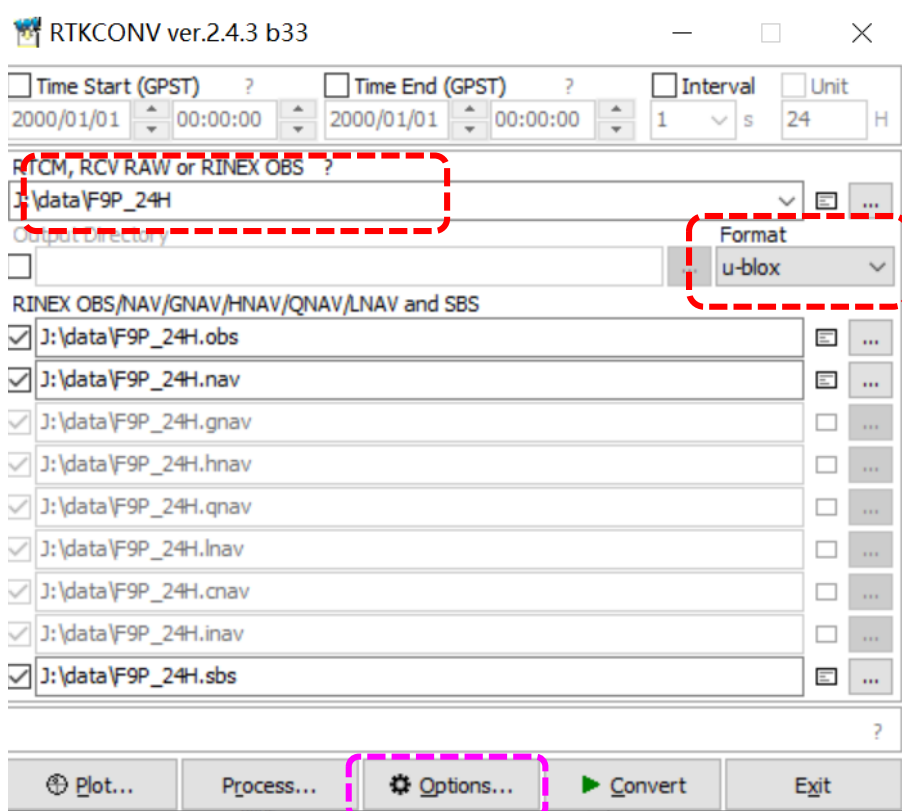 RTKCONV ver.2.4.3 b33
Time Start (GPST) ? Time End (GPST) ? Interval Unit
2000/01/01 00:00:00 2000/01/01 00:00:00 1 s 24 H
RTCM, RCV RAW or RINEX OBS ?
J:\data\F9P_24H ...
Output Directory Format
... u-blox
RINEX OBS/NAV/GNAV/HNAV/QNAV/LNAV and SBS
J:\data\F9P_24H.obs ...
J:\data\F9P_24H.nav ...
J:\data\F9P_24H.gnav ...
J:\data\F9P_24H.hnav ...
J:\data\F9P_24H.qnav ...
J:\data\F9P_24H.lnav ...
J:\data\F9P_24H.cnav ...
J:\data\F9P_24H.inav ...
J:\data\F9P_24H.sbs ...
?
Plot... Process... Options... Convert Exit